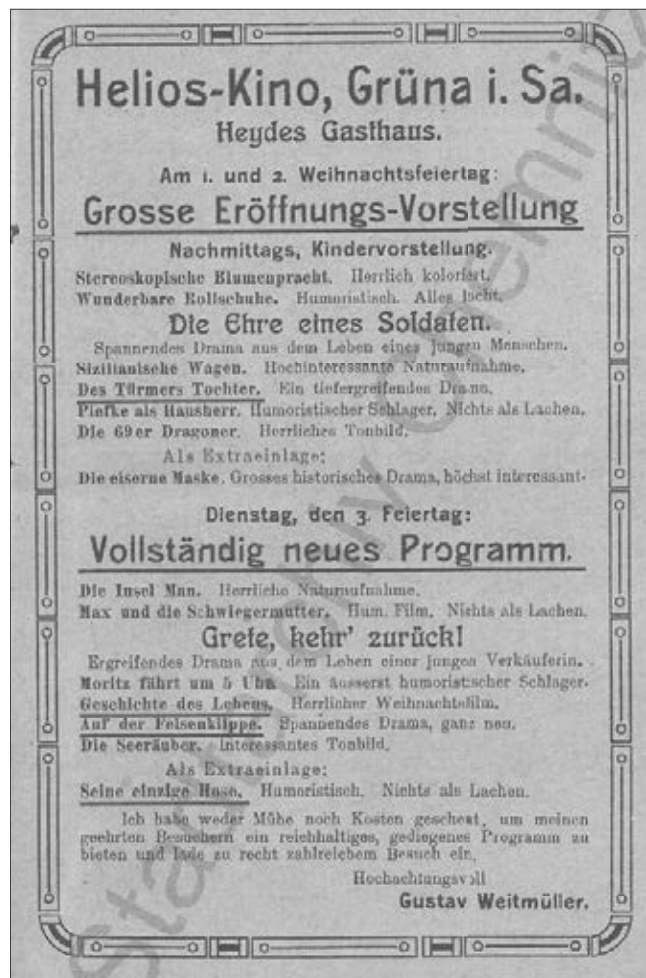 Helios-Kino, Grüna i. Sa.
Heydes Gasthaus.
Am 1. und 2. Weihnachtsfeiertag:
Grosse Eröffnungs-Vorstellung
Nachmittags, Kindervorstellung.
Stereoskopische Blumenpracht. Herrlich koloriert.
Wunderbare Rollschuhe. Humoristisch. Alles lacht.
Die Ehre eines Soldaten.
Spannendes Drama aus dem Leben eines jungen Menschen.
Sizilianische Wagen. Hochinteressante Naturaufnahme.
Des Türmers Tochter. Ein tiefergreifendes Drama.
Piefke als Hausherr. Humoristischer Schlager, Nichts als Lachen.
Die 69er Dragoner. Herrliches Tonbild.
Als Extraeinlage:
Die eiserne Maske. Grosses historisches Drama, höchst interessant.
Dienstag, den 3. Feiertag:
Vollständig neues Programm.
Die Insel Man. Herrliche Naturaufnahme.
Max und die Schwiegermutter. Hum. Film. Nichts als Lachen.
Grete, kehr' zurück!
Ergreifendes Drama aus dem Leben einer jungen Verkäuferin.
Moritz fährt um 5 Uhr Ein äusserst humoristischer Schlager.
Geschichte des Lebens. Herrlicher Weihnachtsfilm.
Auf der Felsenklippe. Spannendes Drama, ganz neu.
Die Seeräuber. Interessantes Tonbild.
Als Extraeinlage:
Seine einzige Hose. Humoristisch. Nichts als Lachen.
Ich habe weder Mühe noch Kosten gescheut, um meinen
geehrten Besuchern ein reichhaltiges, gediegenes Programm zu
bieten und lade zu recht zahlreichem Besuch ein.
Hochachtungsvoll
Gustav Weitmüller.
Stadtarchiv Chemnitz